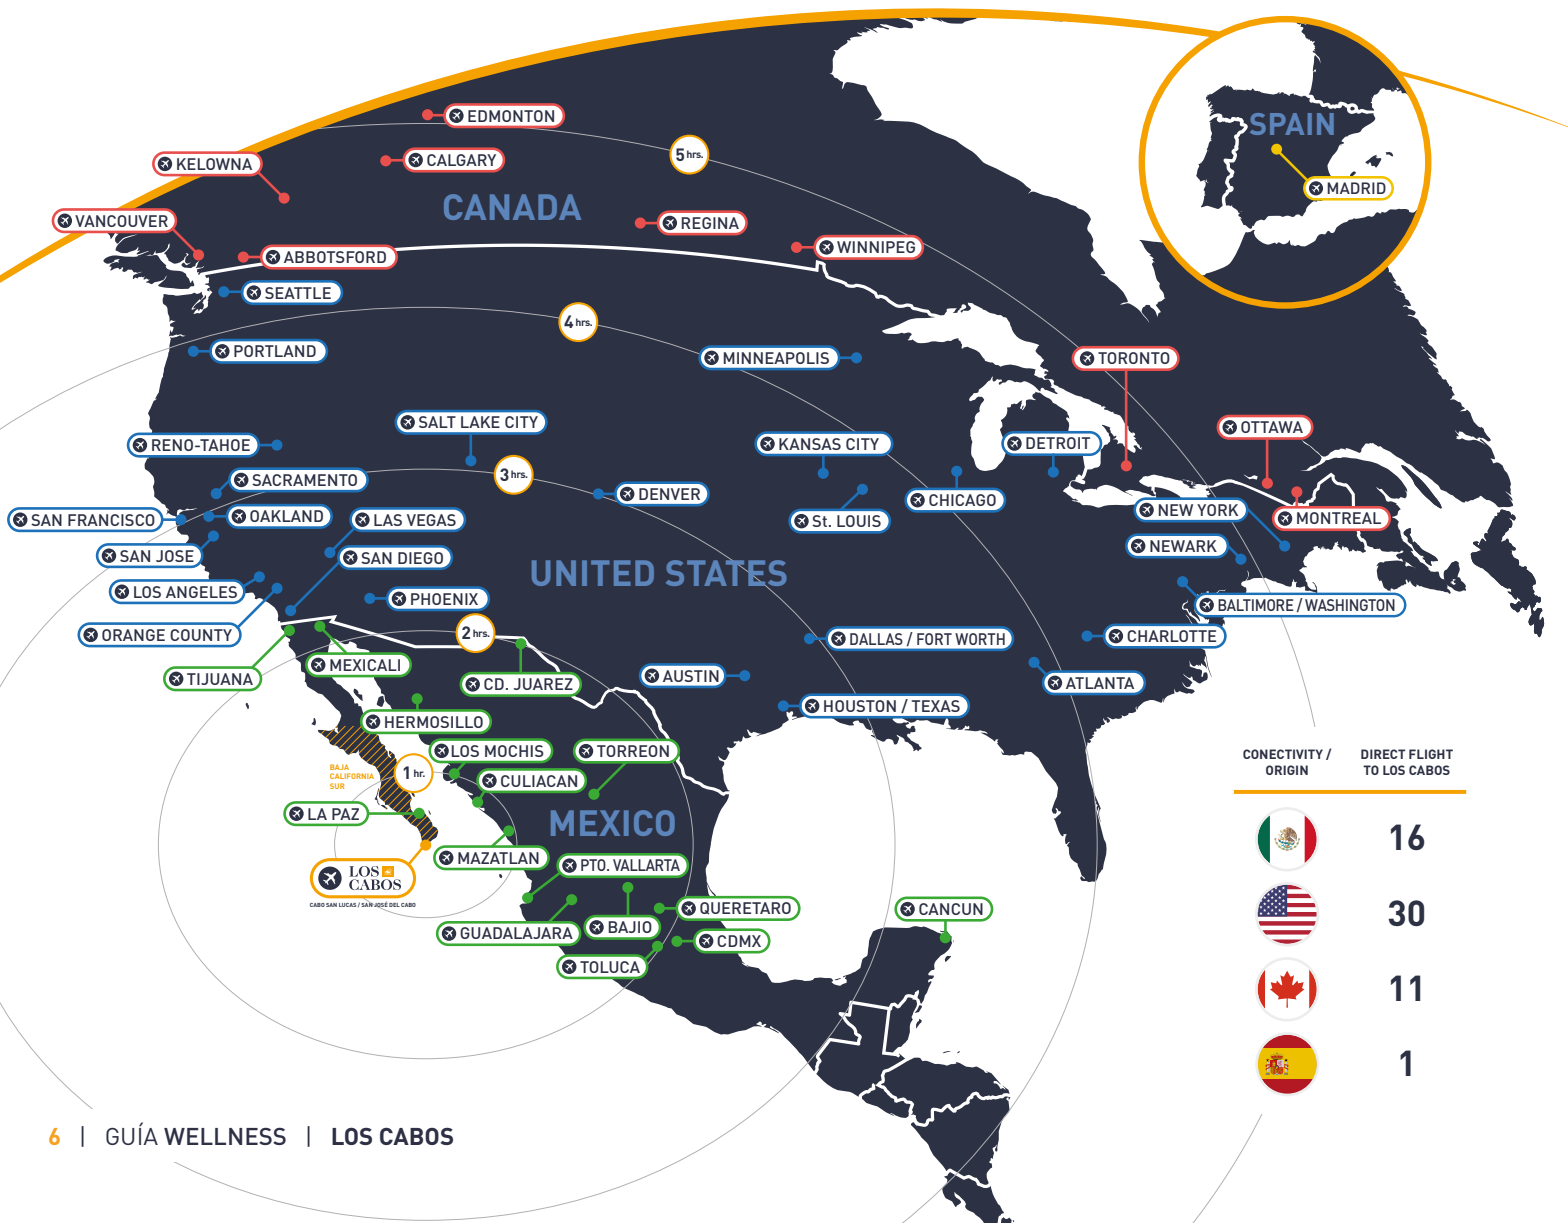 EDMONTON
5 hrs.
CALGARY
KELOWNA
SPAIN
MADRID
CANADA
VANCOUVER
REGINA
WINNIPEG
ABBOTSFORD
SEATTLE
4 hrs.
PORTLAND
MINNEAPOLIS
TORONTO
SALT LAKE CITY
OTTAWA
RENO-TAHOE
KANSAS CITY
DETROIT
3 hrs.
SACRAMENTO
DENVER
CHICAGO
SAN FRANCISCO
OAKLAND
LAS VEGAS
St. LOUIS
NEW YORK
MONTREAL
SAN JOSE
SAN DIEGO
NEWARK
UNITED STATES
LOS ANGELES
PHOENIX
BALTIMORE / WASHINGTON
ORANGE COUNTY
2 hrs.
DALLAS / FORT WORTH
CHARLOTTE
TIJUANA
MEXICALI
CD. JUAREZ
AUSTIN
ATLANTA
HERMOSILLO
HOUSTON / TEXAS
LOS MOCHIS
TORREON
BAJA
CALIFORNIA
SUR
1 hr.
CULIACAN
LA PAZ
MEXICO
MAZATLAN
PTO. VALLARTA
LOS
CABOS
CABO SAN LUCAS / SAN JOSÉ DEL CABO
GUADALAJARA
BAJIO
QUERETARO
CANCUN
CDMX
TOLUCA
CONECTIVITY /
ORIGIN
DIRECT FLIGHT
TO LOS CABOS
16
30
11
1
6 | GUÍA WELLNESS | LOS CABOS